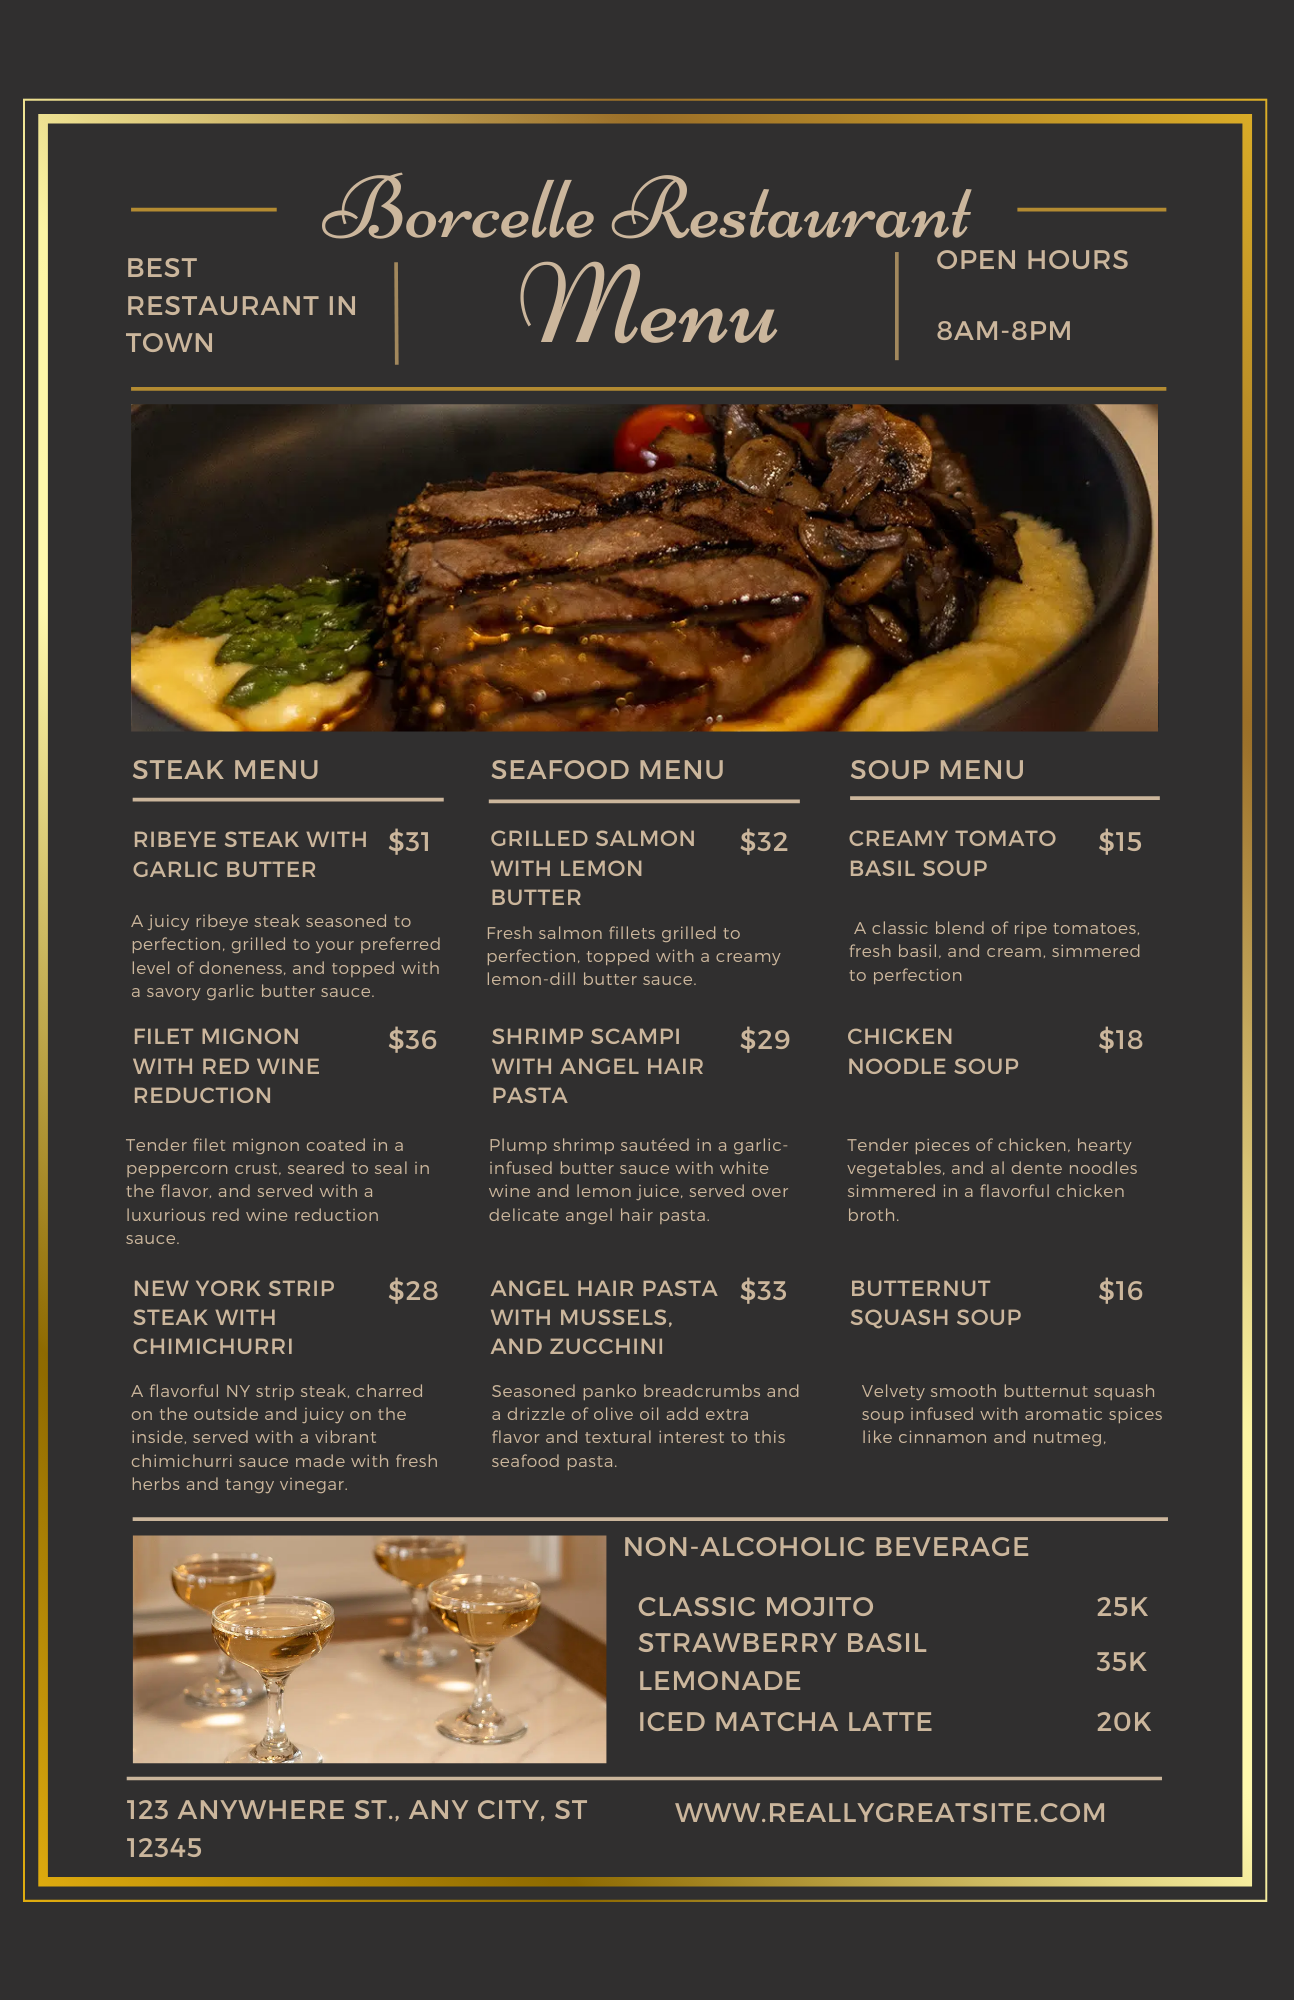 Borcelle Restaurant
Menu
BEST
RESTAURANT IN
TOWN
OPEN HOURS
8AM-8PM
STEAK MENU
RIBEYE STEAK WITH $31
GARLIC BUTTER
A juicy ribeye steak seasoned to
perfection, grilled to your preferred
level of doneness, and topped with
a savory garlic butter sauce.
FILET MIGNON $36
WITH RED WINE
REDUCTION
Tender filet mignon coated in a
peppercorn crust, seared to seal in
the flavor, and served with a
luxurious red wine reduction
sauce.
NEW YORK STRIP $28
STEAK WITH
CHIMICHURRI
A flavorful NY strip steak, charred
on the outside and juicy on the
inside, served with a vibrant
chimichurri sauce made with fresh
herbs and tangy vinegar.
SEAFOOD MENU
GRILLED SALMON $32
WITH LEMON
BUTTER
Fresh salmon fillets grilled to
perfection, topped with a creamy
lemon-dill butter sauce.
SHRIMP SCAMPI $29
WITH ANGEL HAIR
PASTA
Plump shrimp sautéed in a garlic-
infused butter sauce with white
wine and lemon juice, served over
delicate angel hair pasta.
ANGEL HAIR PASTA $33
WITH MUSSELS,
AND ZUCCHINI
Seasoned panko breadcrumbs and
a drizzle of olive oil add extra
flavor and textural interest to this
seafood pasta.
SOUP MENU
CREAMY TOMATO $15
BASIL SOUP
A classic blend of ripe tomatoes,
fresh basil, and cream, simmered
to perfection
CHICKEN $18
NOODLE SOUP
Tender pieces of chicken, hearty
vegetables, and al dente noodles
simmered in a flavorful chicken
broth.
BUTTERNUT $16
SQUASH SOUP
Velvety smooth butternut squash
soup infused with aromatic spices
like cinnamon and nutmeg,
NON-ALCOHOLIC BEVERAGE
CLASSIC MOJITO 25K
STRAWBERRY BASIL
LEMONADE 35K
ICED MATCHA LATTE 20K
123 ANYWHERE ST., ANY CITY, ST
12345
WWW.REALLYGREATSITE.COM